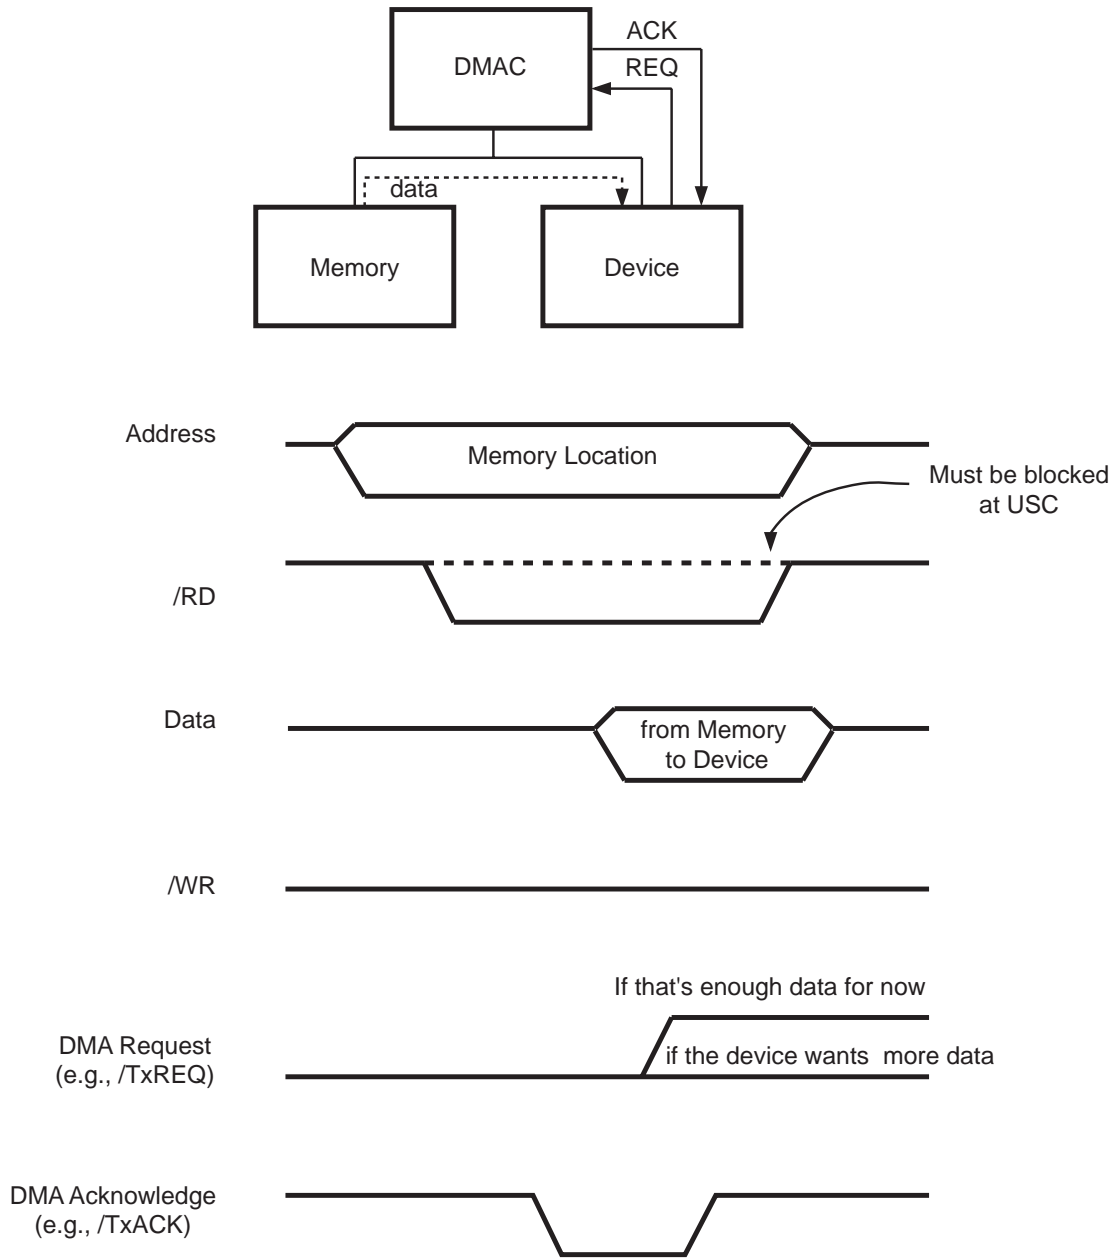 ACK
DMAC
REQ
data
Memory
Device
Address
Memory Location
Must be blocked
at USC
/RD
Data
from Memory
to Device
/WR
If that's enough data for now
DMA Request
(e.g., /TxREQ)
if the device wants more data
DMA Acknowledge
(e.g., /TxACK)